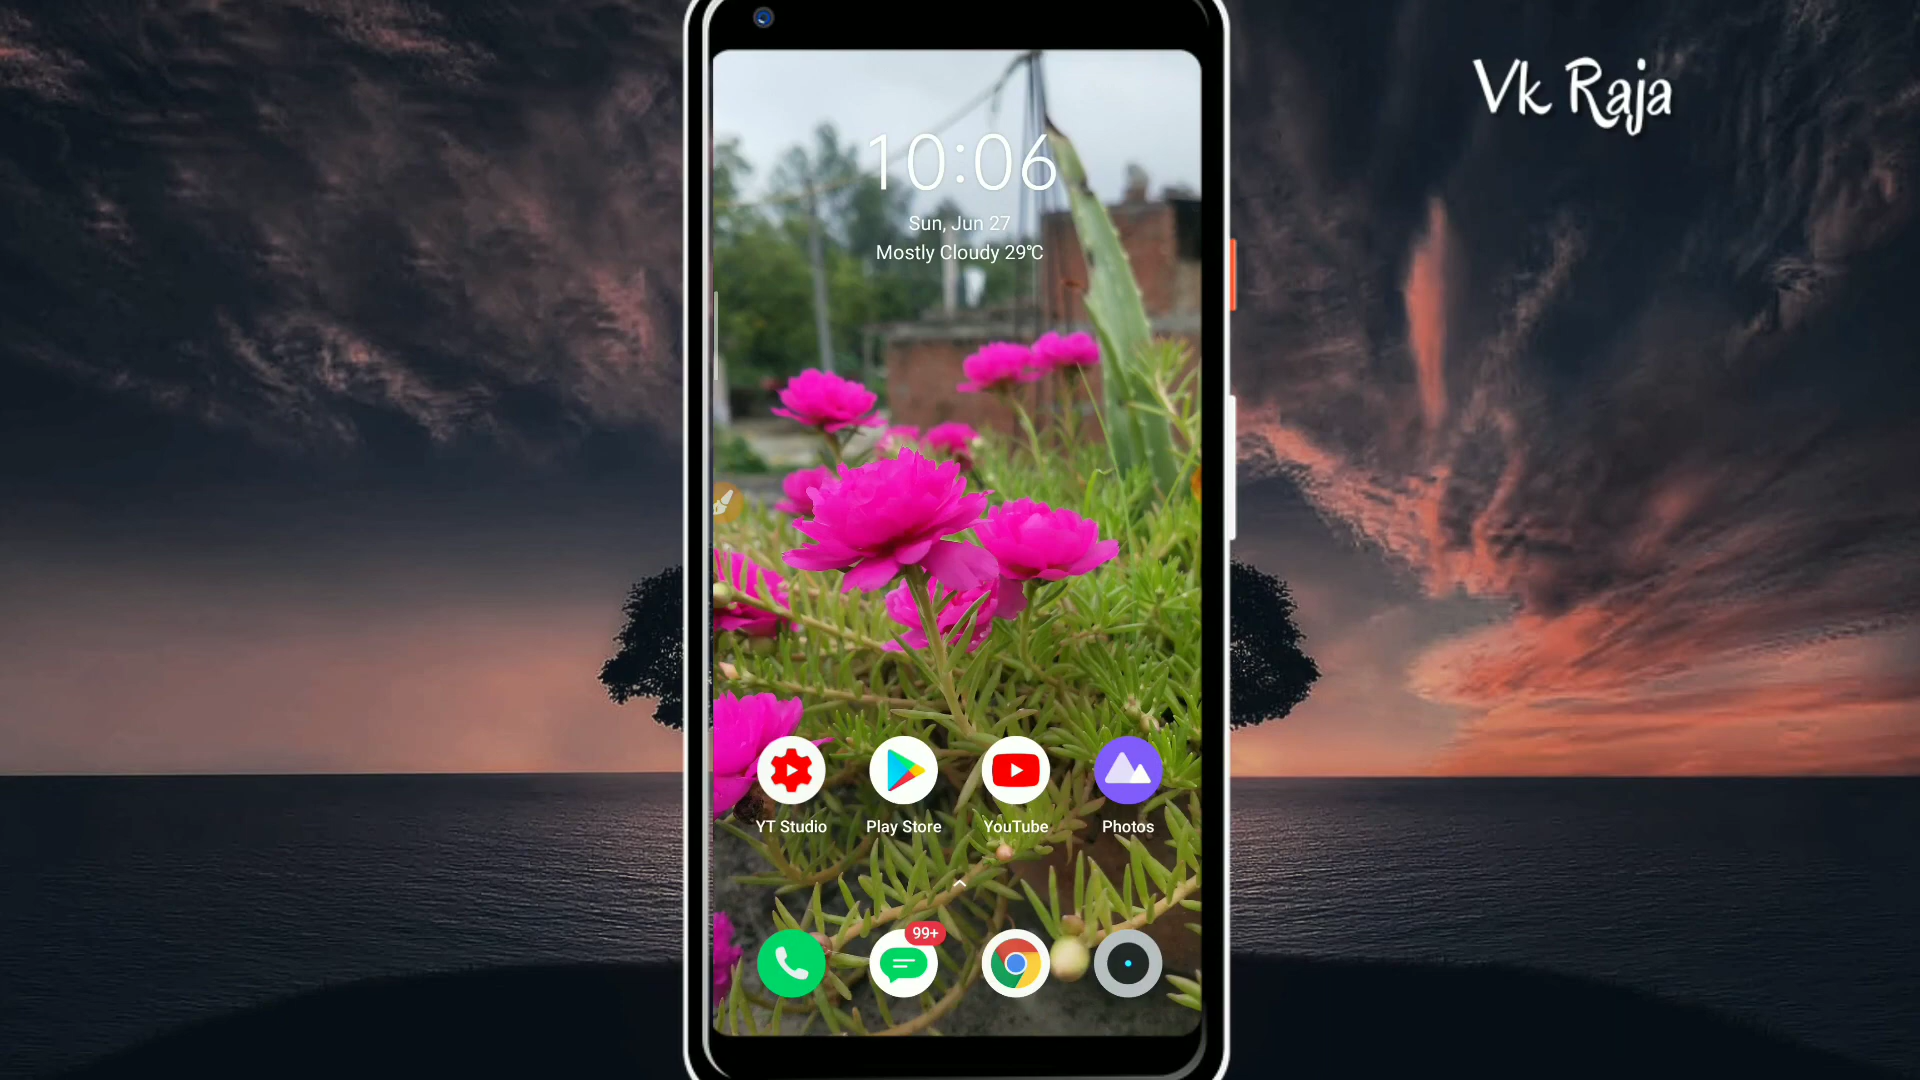 Vk Raja
10:06
Sun, Jun 27
Mostly Cloudy 29℃
YT Studio
Play Store
YouTube
Photos
99+